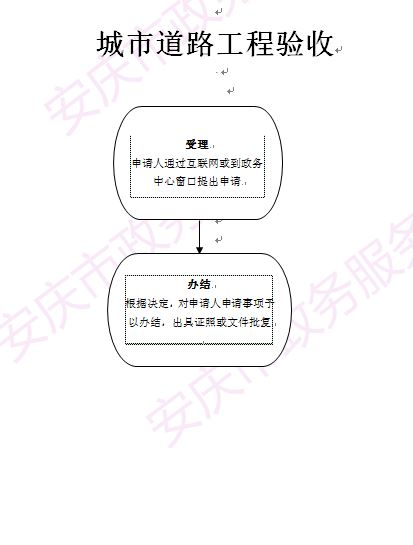 城市道路工程验收
受理
申请人通过互联网或到政务
中心窗口提出申请
办结
根据决定，对申请人申请事项予
以办结，出具证照或文件批复
安庆市政务服务
安庆市政务服务
安庆市政务服务